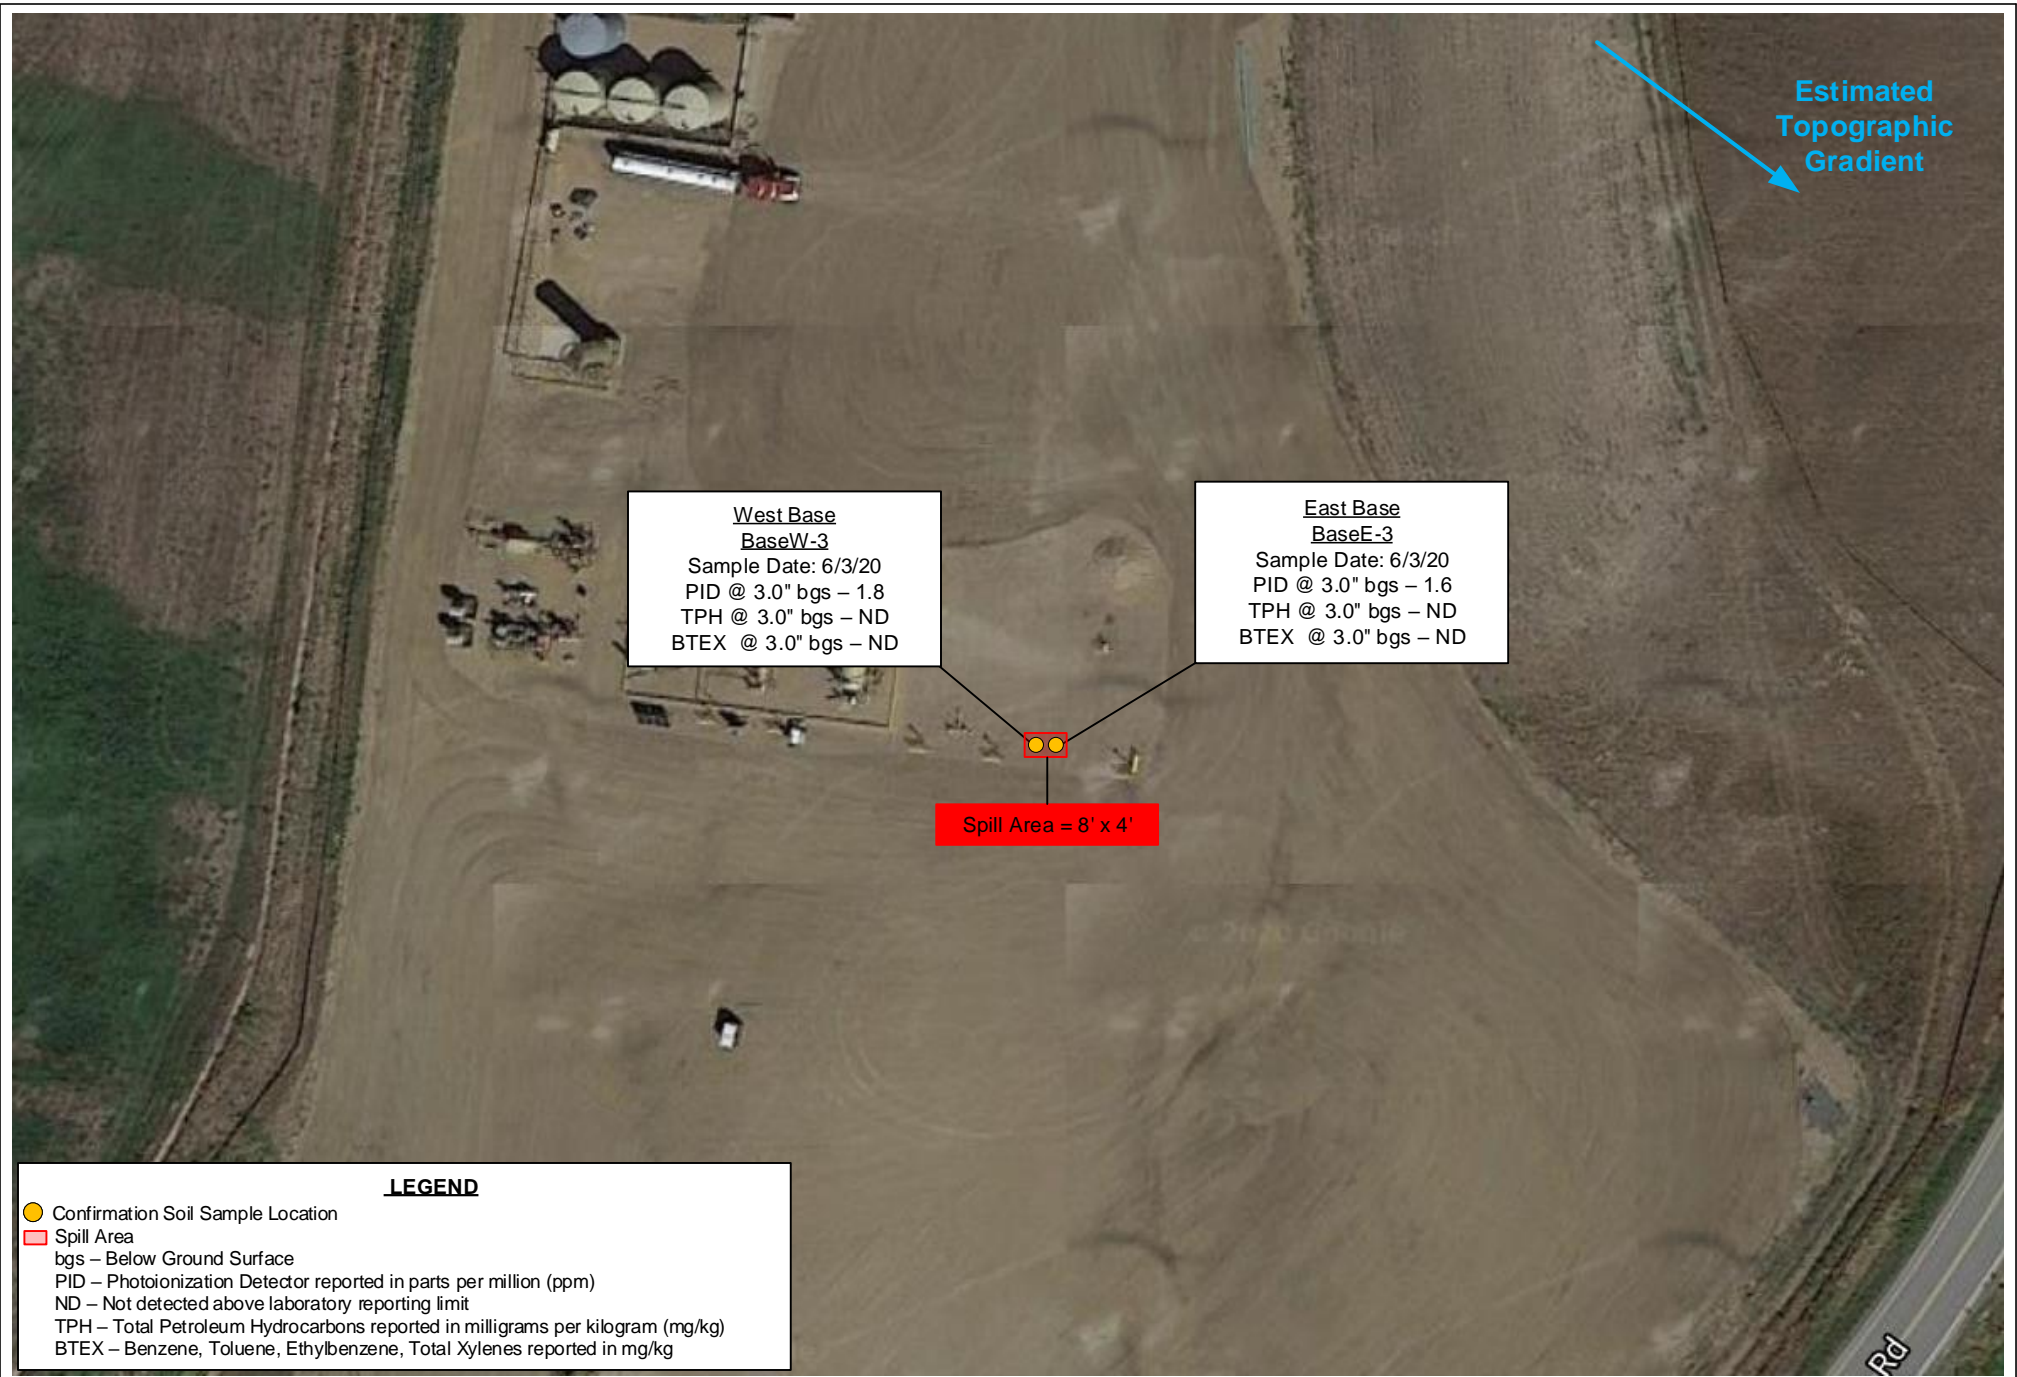 Estimated
Topographic
Gradient
West Base
BaseW-3
Sample Date: 6/3/20
PID @ 3.0" bgs – 1.8
TPH @ 3.0" bgs – ND
BTEX @ 3.0" bgs – ND
East Base
BaseE-3
Sample Date: 6/3/20
PID @ 3.0" bgs – 1.6
TPH @ 3.0" bgs – ND
BTEX @ 3.0" bgs – ND
Spill Area = 8' x 4'
LEGEND
Confirmation Soil Sample Location
Spill Area
bgs – Below Ground Surface
PID – Photoionization Detector reported in parts per million (ppm)
ND – Not detected above laboratory reporting limit
TPH – Total Petroleum Hydrocarbons reported in milligrams per kilogram (mg/kg)
BTEX – Benzene, Toluene, Ethylbenzene, Total Xylenes reported in mg/kg
Rd